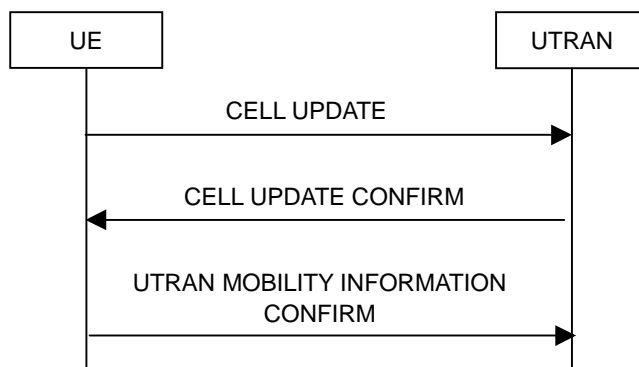 UE
UTRAN
CELL UPDATE
CELL UPDATE CONFIRM
UTRAN MOBILITY INFORMATION
CONFIRM